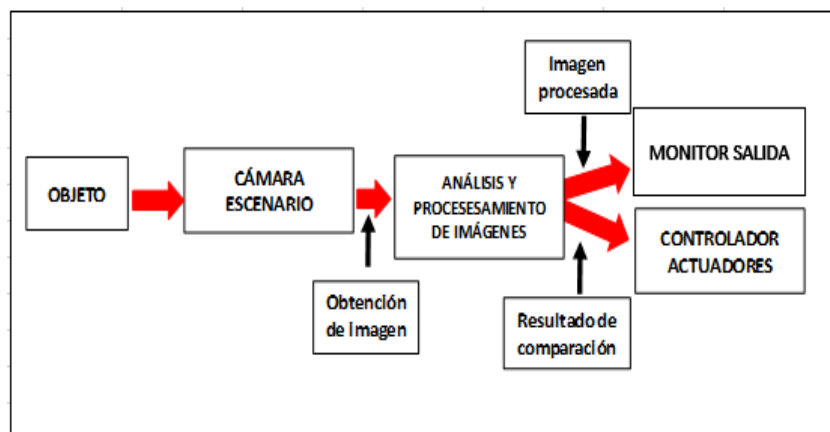 Imagen
procesada
MONITOR SALIDA
OBJETO
CÁMARA
ESCENARIO
ANÁLISIS Y
PROCESESAMIENTO
DE IMÁGENES
CONTROLADOR
ACTUADORES
Obtención
de imagen
Resultado de
comparación